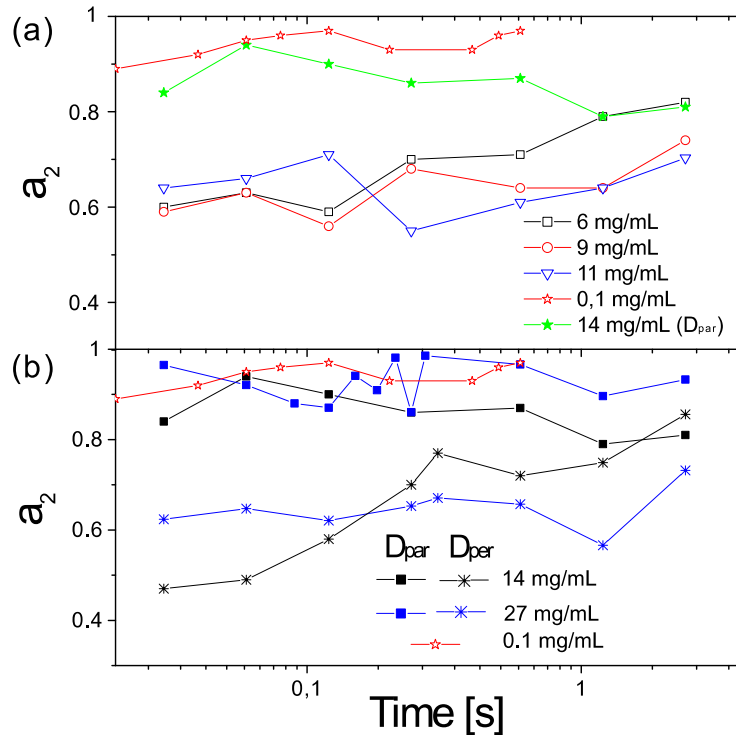 (a)
1
0.8
0.6
0.4
a2
6 mg/mL
9 mg/mL
11 mg/mL
0,1 mg/mL
14 mg/mL (Dpar)
(b)
1
0.8
0.6
0.4
a2
Dpar Dper
14 mg/mL
27 mg/mL
0.1 mg/mL
0,1 1
Time [s]